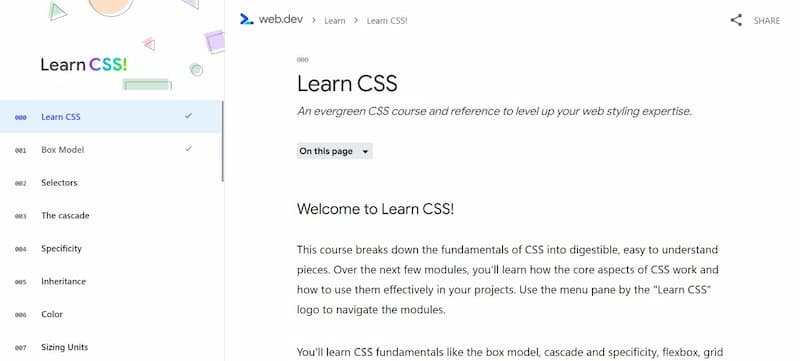 web.dev > Learn > Learn CSS!
SHARE
Learn CSS!
000 Learn CSS
001 Box Model
002 Selectors
003 The cascade
004 Specificity
005 Inheritance
006 Color
007 Sizing Units
000
Learn CSS
An evergreen CSS course and reference to level up your web styling expertise.
On this page
Welcome to Learn CSS!
This course breaks down the fundamentals of CSS into digestible, easy to understand
pieces. Over the next few modules, you'll learn how the core aspects of CSS work and
how to use them effectively in your projects. Use the menu pane by the "Learn CSS"
logo to navigate the modules.
You'll learn CSS fundamentals like the box model, cascade and specificity, flexbox, grid